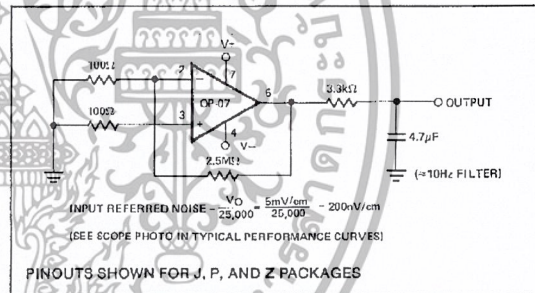 100Ω
V+
2
7
OP-07
6
3.3kΩ
OUTPUT
100Ω
3
4
V-
4.7µF
2.5MΩ
(≈10Hz FILTER)
INPUT REFERRED NOISE = VO / 25,000 = 5mV/cm / 25,000 = 200nV/cm
(SEE SCOPE PHOTO IN TYPICAL PERFORMANCE CURVES)
PINOUTS SHOWN FOR J, P, AND Z PACKAGES